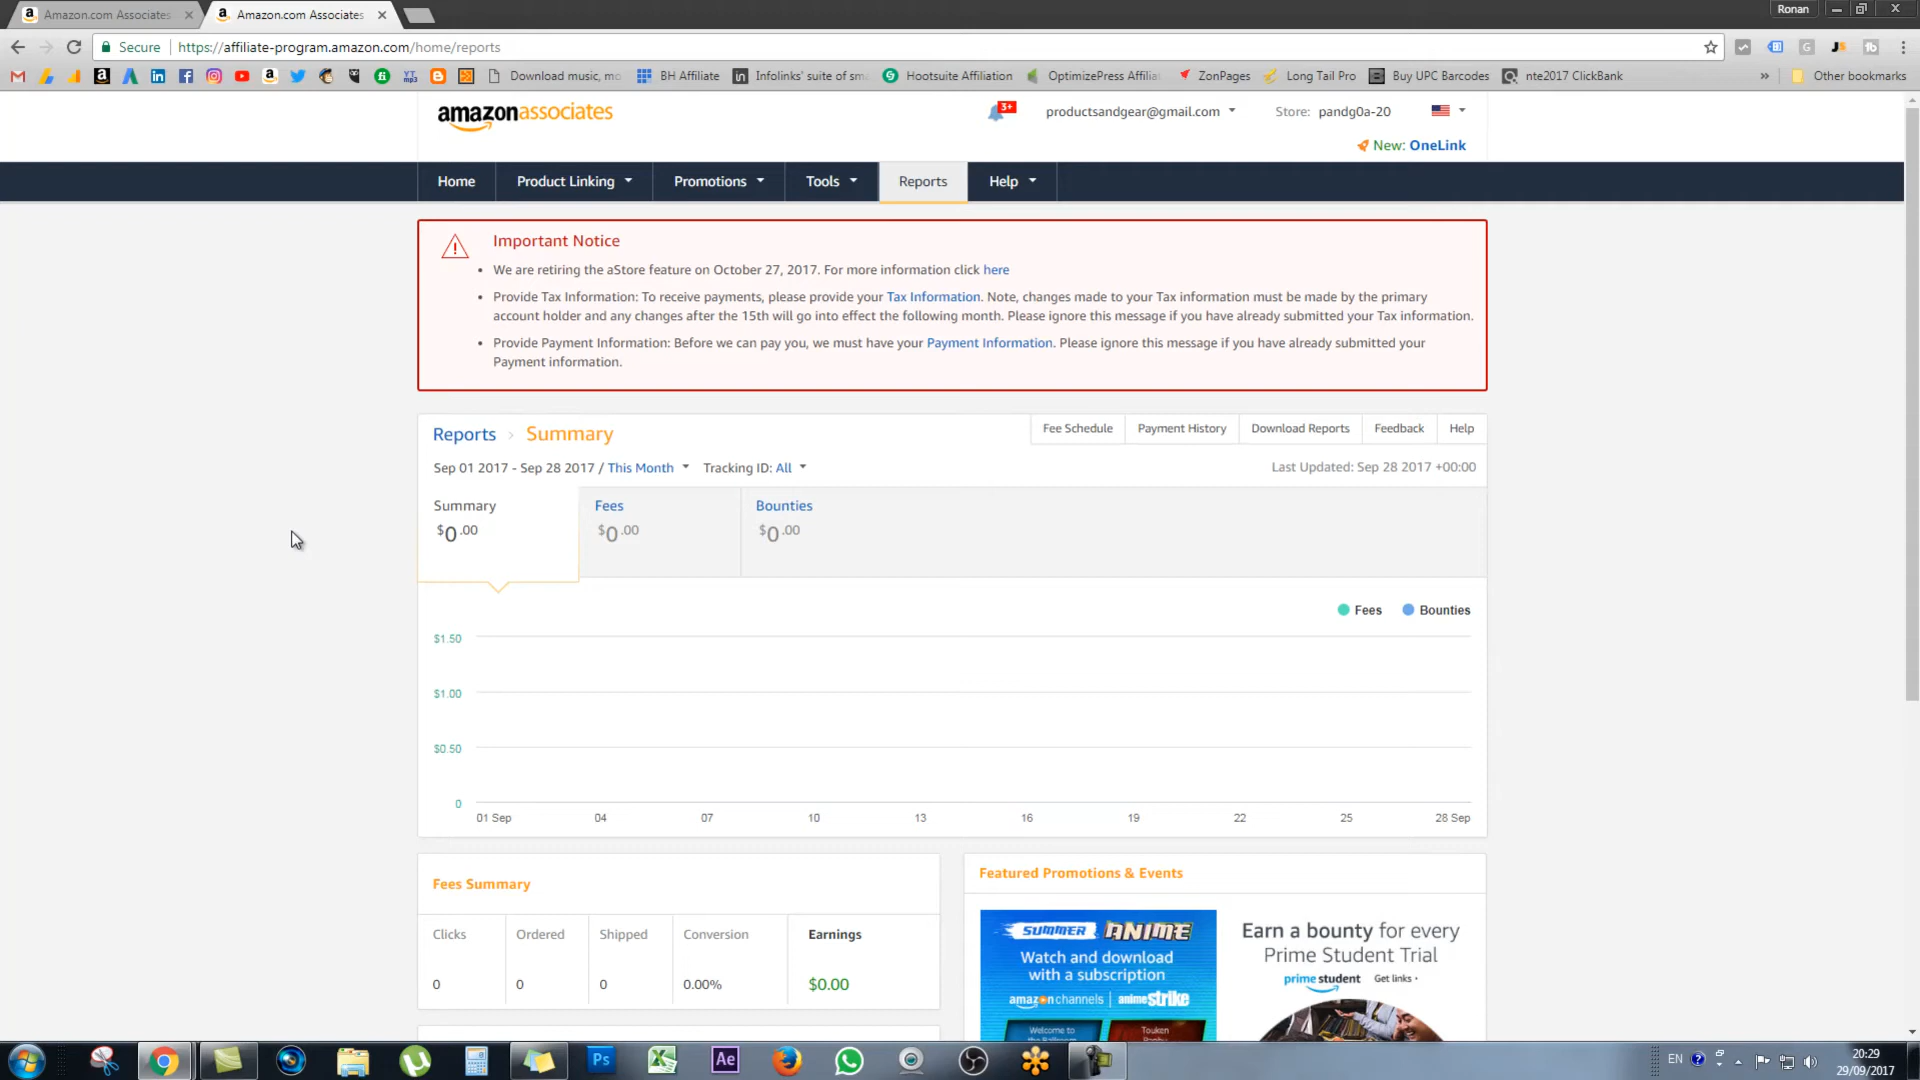 Amazon.com Associates
Amazon.com Associates
Ronan
Secure https://affiliate-program.amazon.com/home/reports
Download music, mo
BH Affiliate
Infolinks' suite of sma
Hootsuite Affiliation
OptimizePress Affilia
ZonPages
Long Tail Pro
Buy UPC Barcodes
nte2017 ClickBank
» Other bookmarks
amazonassociates
3+
productsandgear@gmail.com
Store: pandg0a-20
New: OneLink
Home Product Linking Promotions Tools Reports Help
Important Notice
• We are retiring the aStore feature on October 27, 2017. For more information click here
• Provide Tax Information: To receive payments, please provide your Tax Information. Note, changes made to your Tax information must be made by the primary
account holder and any changes after the 15th will go into effect the following month. Please ignore this message if you have already submitted your Tax information.
• Provide Payment Information: Before we can pay you, we must have your Payment Information. Please ignore this message if you have already submitted your
Payment information.
Reports › Summary
Fee Schedule Payment History Download Reports Feedback Help
Sep 01 2017 - Sep 28 2017 / This Month Tracking ID: All
Last Updated: Sep 28 2017 +00:00
Summary Fees Bounties
$0.00 $0.00 $0.00
Fees Bounties
$1.50
$1.00
$0.50
0
01 Sep 04 07 10 13 16 19 22 25 28 Sep
Fees Summary
Clicks Ordered Shipped Conversion Earnings
0 0 0 0.00% $0.00
Featured Promotions & Events
SUMMER ANIME
Watch and download
with a subscription
amazon channels | anime strike
Welcome to
Touken
Earn a bounty for every
Prime Student Trial
prime student Get links ›
Ps
Ae
EN
20:29
29/09/2017